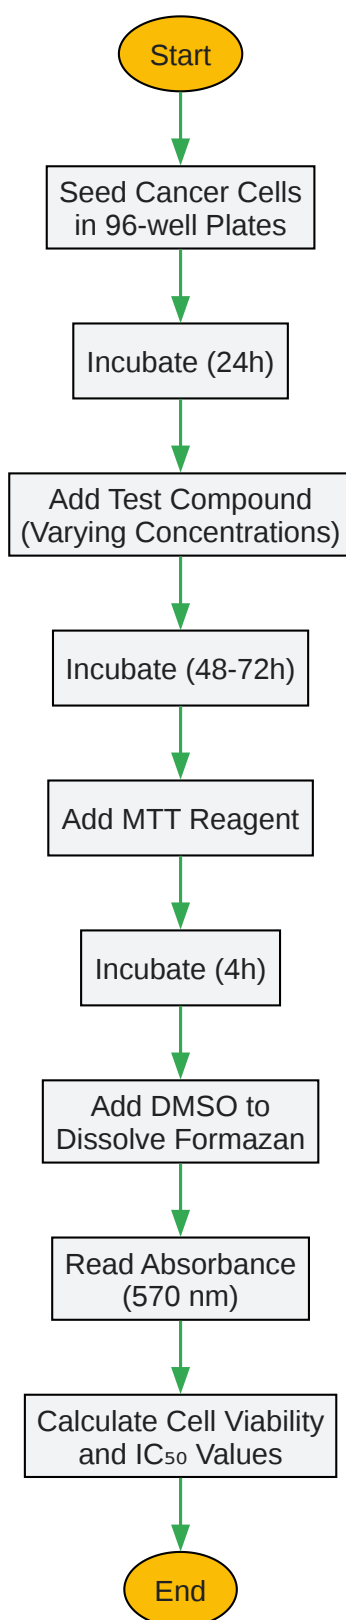 Start
Seed Cancer Cells
in 96-well Plates
Incubate (24h)
Add Test Compound
(Varying Concentrations)
Incubate (48-72h)
Add MTT Reagent
Incubate (4h)
Add DMSO to
Dissolve Formazan
Read Absorbance
(570 nm)
Calculate Cell Viability
and IC₅₀ Values
End